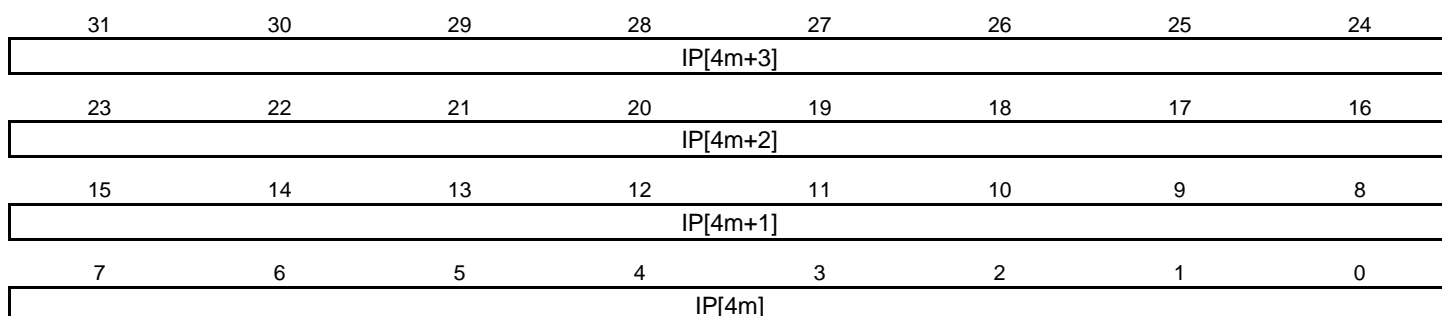 31 30 29 28 27 26 25 24
IP[4m+3]
23 22 21 20 19 18 17 16
IP[4m+2]
15 14 13 12 11 10 9 8
IP[4m+1]
7 6 5 4 3 2 1 0
IP[4m]